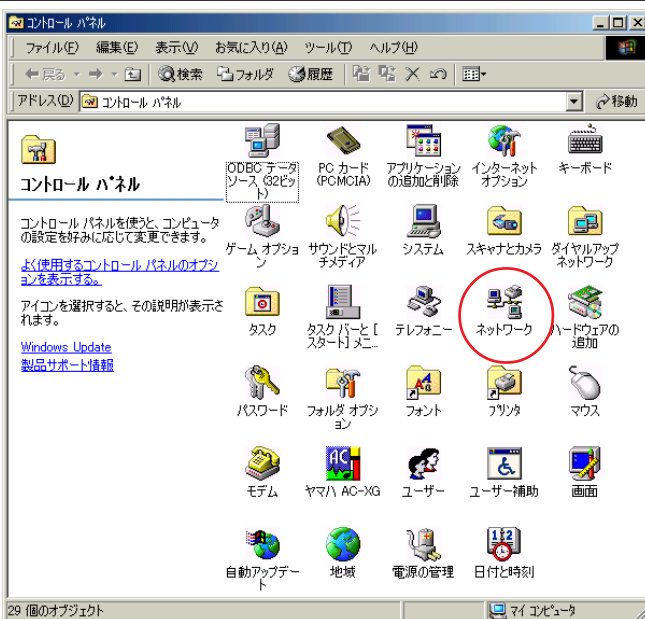 コントロール パネル
ファイル(F) 編集(E) 表示(V) お気に入り(A) ツール(T) ヘルプ(H)
戻る 検索 フォルダ 履歴
アドレス(D) コントロール パネル 移動
コントロール パネル
コントロール パネルを使うと、コンピュータ
の設定を好みに応じて変更できます。
よく使用するコントロール パネルのオプシ
ョンを表示する。
アイコンを選択すると、その説明が表示さ
れます。
Windows Update
製品サポート情報
ODBC データ
ソース (32ビッ
ト)
PC カード
(PCMCIA)
アプリケーション
の追加と削除
インターネット
オプション
キーボード
ゲーム オプショ
ン
サウンドとマル
チメディア
システム
スキャナとカメラ
ダイヤルアップ
ネットワーク
タスク
タスク バーと [
スタート] メニ...
テレフォニー
ネットワーク
ハードウェアの
追加
パスワード
フォルダ オプシ
ョン
フォント
プリンタ
マウス
モデム
AC
ヤマハ AC-XG
ユーザー
ユーザー補助
画面
自動アップデー
ト
地域
電源の管理
日付と時刻
29 個のオブジェクト
マイ コンピュータ